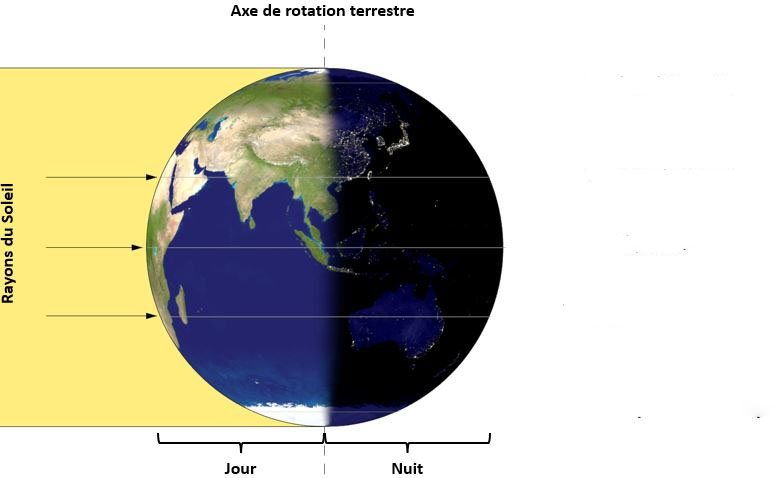 Axe de rotation terrestre
Rayons du Soleil
Jour
Nuit